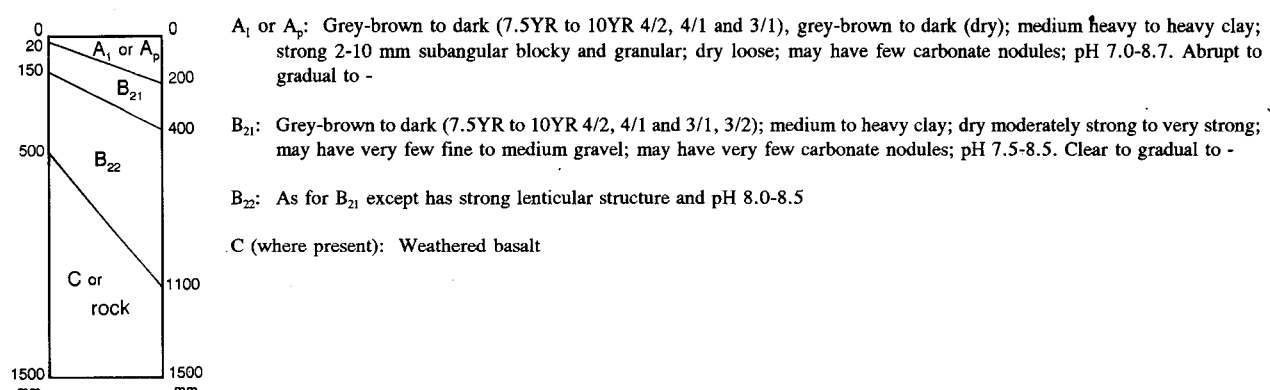 0
20
150
500
1500
mm
A₁ or Aₚ
B₂₁
B₂₂
C or
rock
0
200
400
1100
1500
mm
A₁ or Aₚ: Grey-brown to dark (7.5YR to 10YR 4/2, 4/1 and 3/1), grey-brown to dark (dry); medium heavy to heavy clay;
strong 2-10 mm subangular blocky and granular; dry loose; may have few carbonate nodules; pH 7.0-8.7. Abrupt to
gradual to -
B₂₁: Grey-brown to dark (7.5YR to 10YR 4/2, 4/1 and 3/1, 3/2); medium to heavy clay; dry moderately strong to very strong;
may have very few fine to medium gravel; may have very few carbonate nodules; pH 7.5-8.5. Clear to gradual to -
B₂₂: As for B₂₁ except has strong lenticular structure and pH 8.0-8.5
C (where present): Weathered basalt